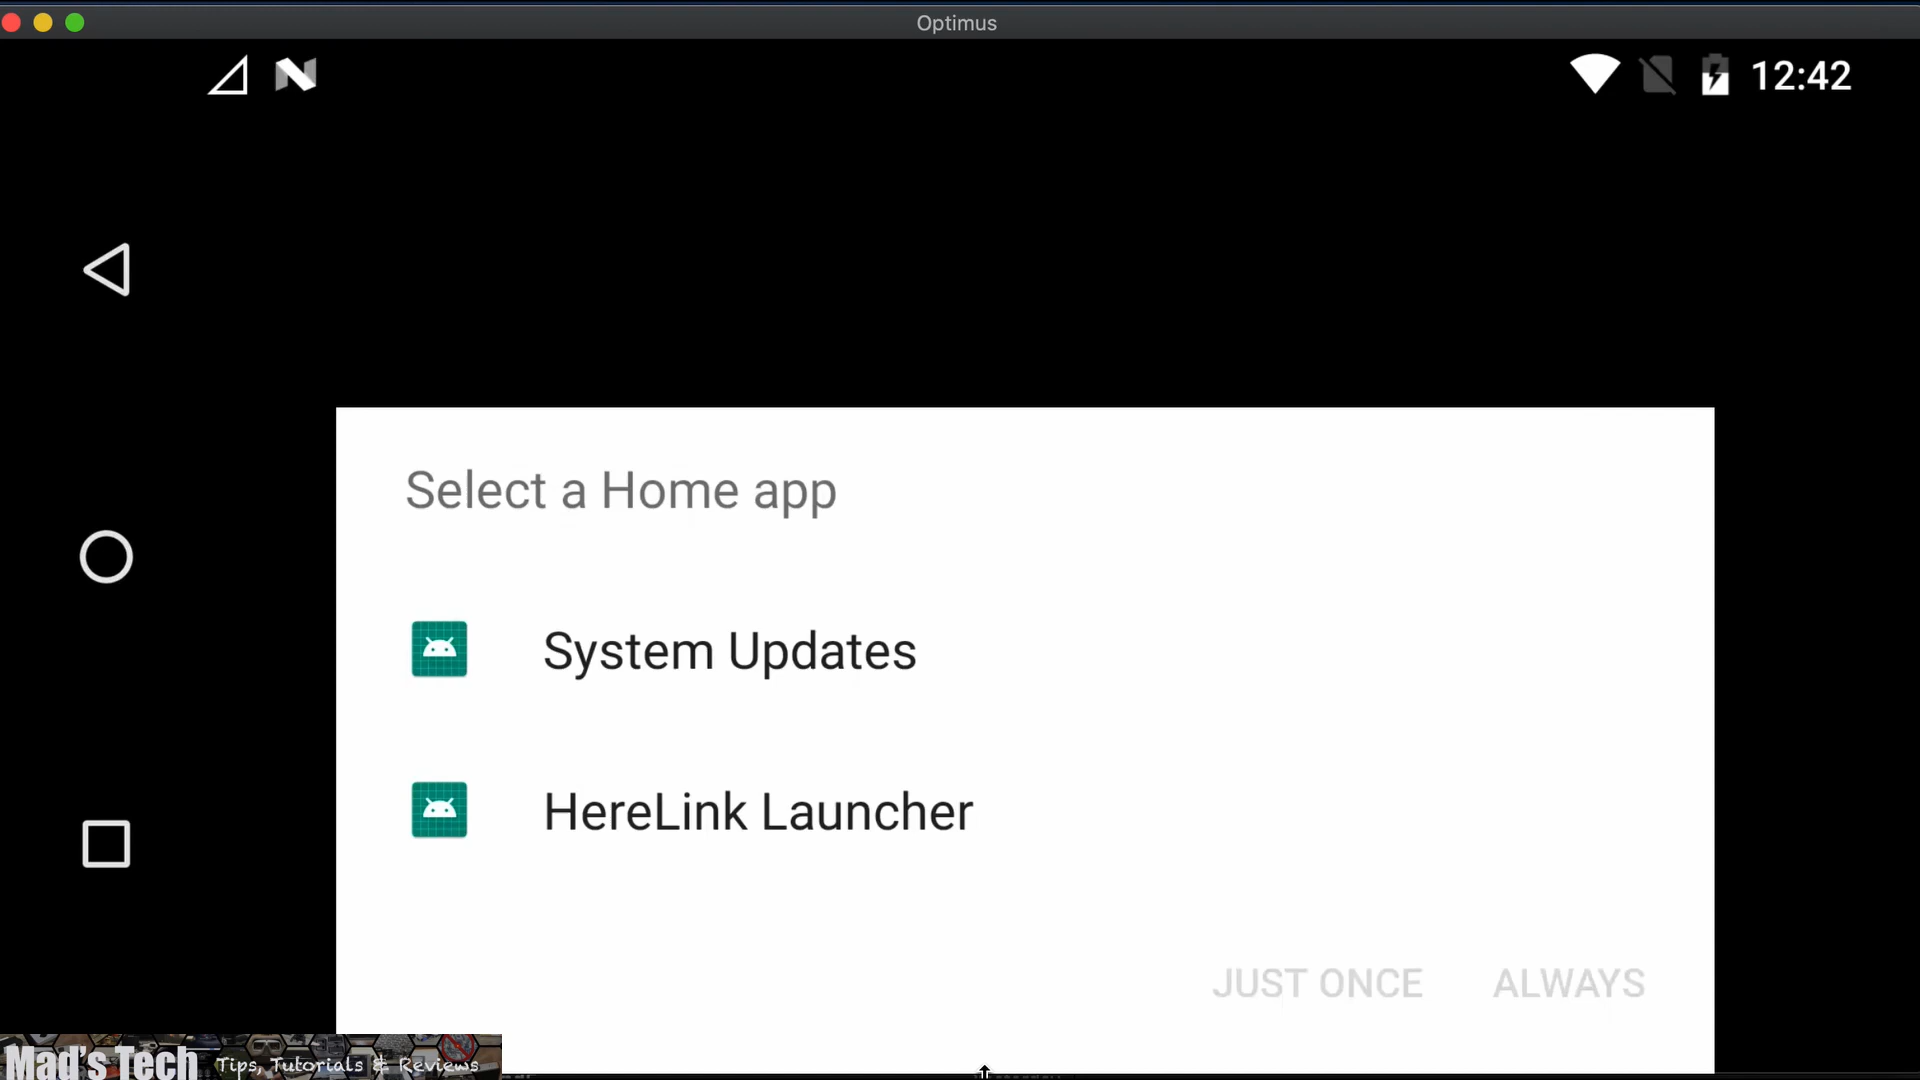 Optimus
12:42
Select a Home app
System Updates
HereLink Launcher
JUST ONCE ALWAYS
Mad's Tech Tips, Tutorials & Reviews